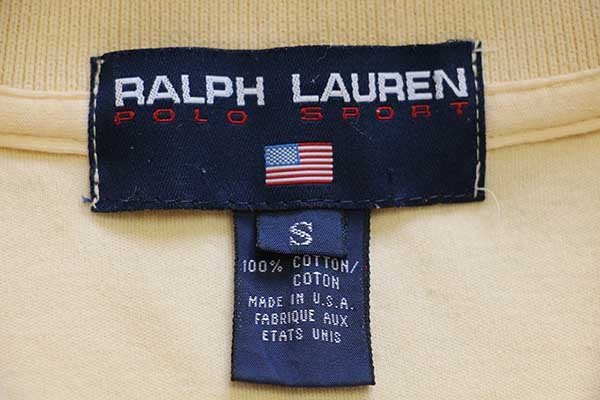 RALPH LAUREN
POLO SPORT
S
100% COTTON/
COTON
MADE IN U.S.A.
FABRIQUE AUX
ETATS UNIS